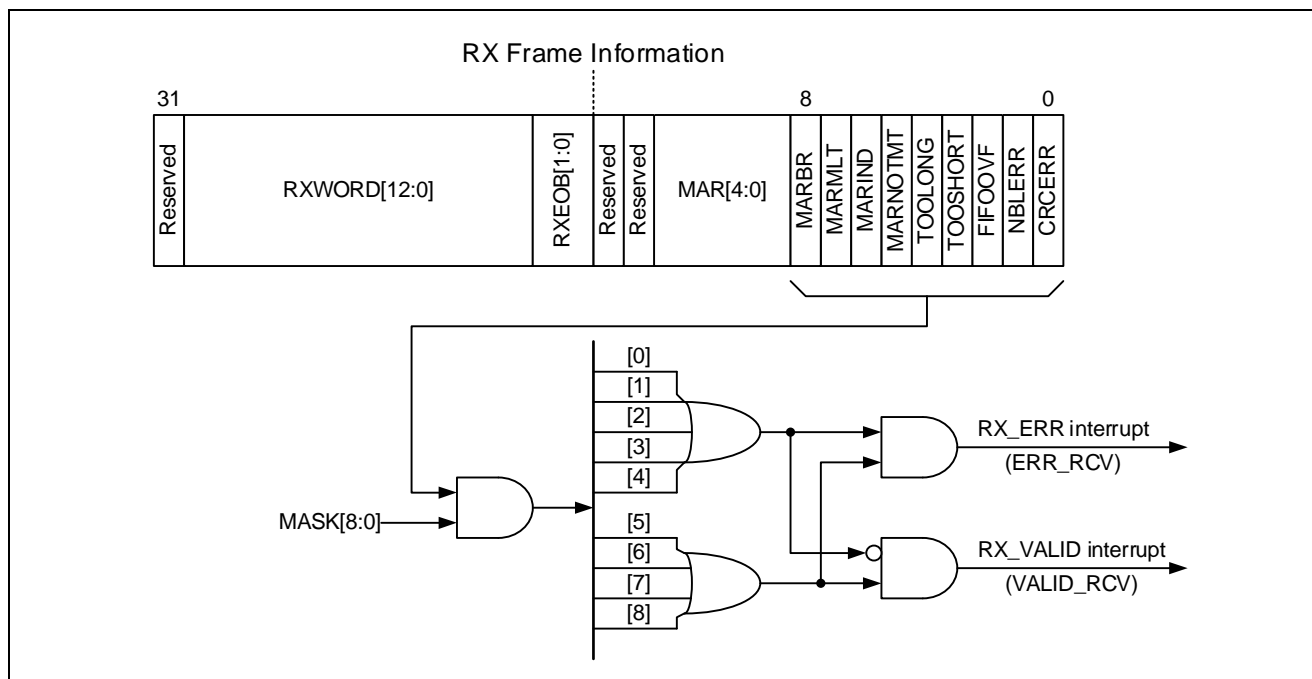 RX Frame Information
31
8
0
Reserved
RXWORD[12:0]
RXEOB[1:0]
Reserved
Reserved
MAR[4:0]
MARBR
MARMLT
MARIND
MARNOTMT
TOOLONG
TOOSHORT
FIFOOVF
NBLERR
CRCERR
[0]
[1]
[2]
[3]
[4]
RX_ERR interrupt
(ERR_RCV)
MASK[8:0]
[5]
[6]
[7]
[8]
RX_VALID interrupt
(VALID_RCV)